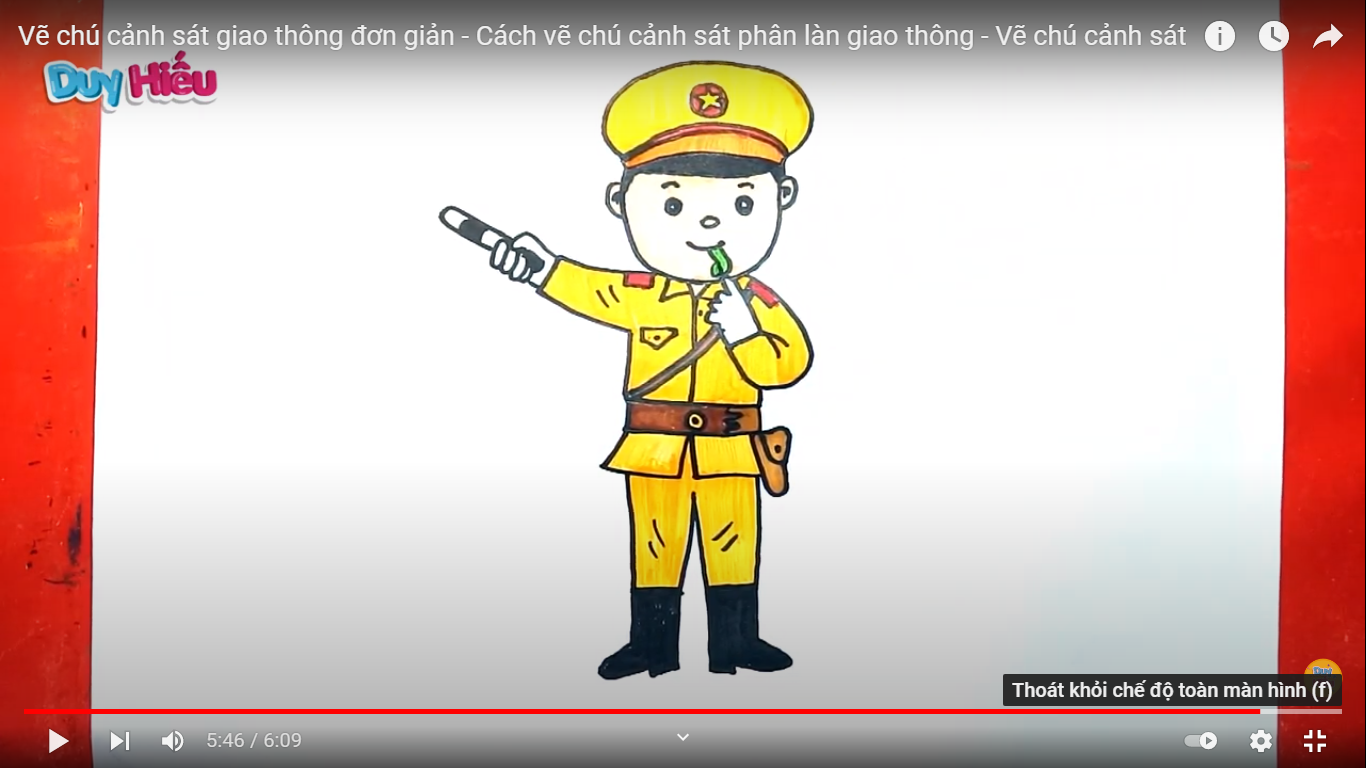 Vẽ chú cảnh sát giao thông đơn giản - Cách vẽ chú cảnh sát phân làn giao thông - Vẽ chú cảnh sát
Duy Hiếu
Duy
Thoát khỏi chế độ toàn màn hình (f)
5:46 / 6:09